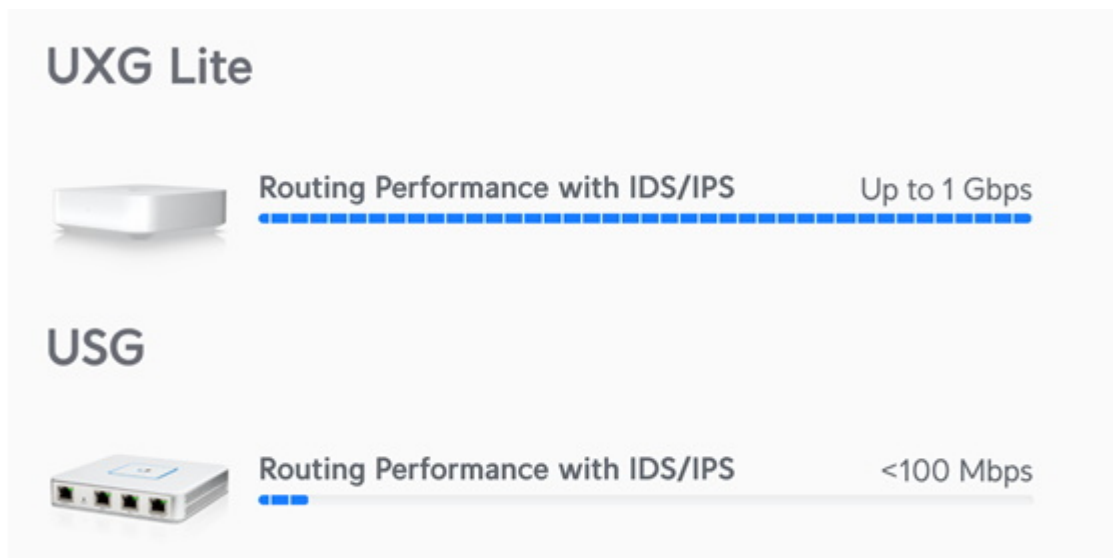 UXG Lite
Routing Performance with IDS/IPS Up to 1 Gbps
USG
Routing Performance with IDS/IPS <100 Mbps